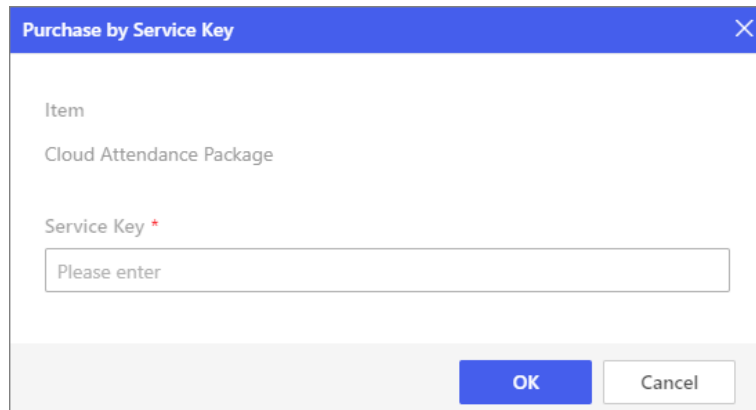 Purchase by Service Key
Item
Cloud Attendance Package
Service Key *
Please enter
OK
Cancel